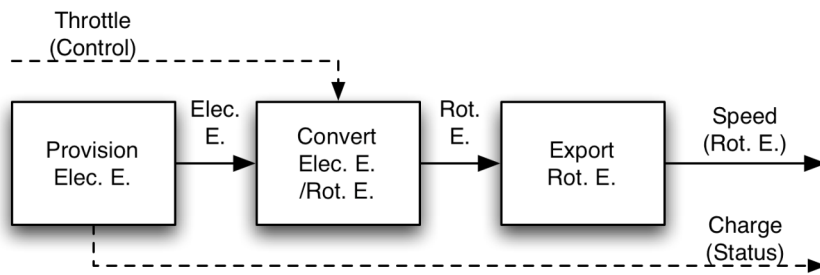 Throttle
(Control)
Provision
Elec. E.
Elec.
E.
Convert
Elec. E.
/Rot. E.
Rot.
E.
Export
Rot. E.
Speed
(Rot. E.)
Charge
(Status)